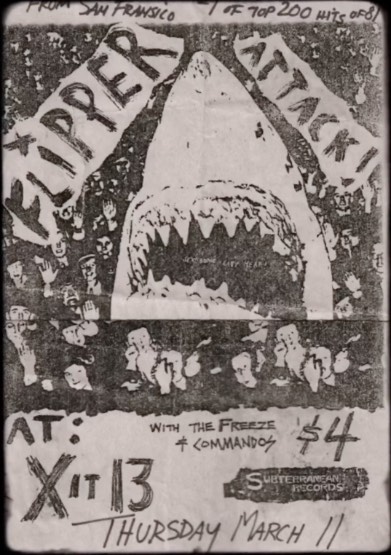 FROM SAN FRANSICO
1 OF TOP 200 HITS OF 81
FLIPPER
ATTACK!
AT:
WITH THE FREEZE
& COMMANDOS
$4
XIT 13
SUBTERRANEAN
RECORDS
THURSDAY MARCH 11